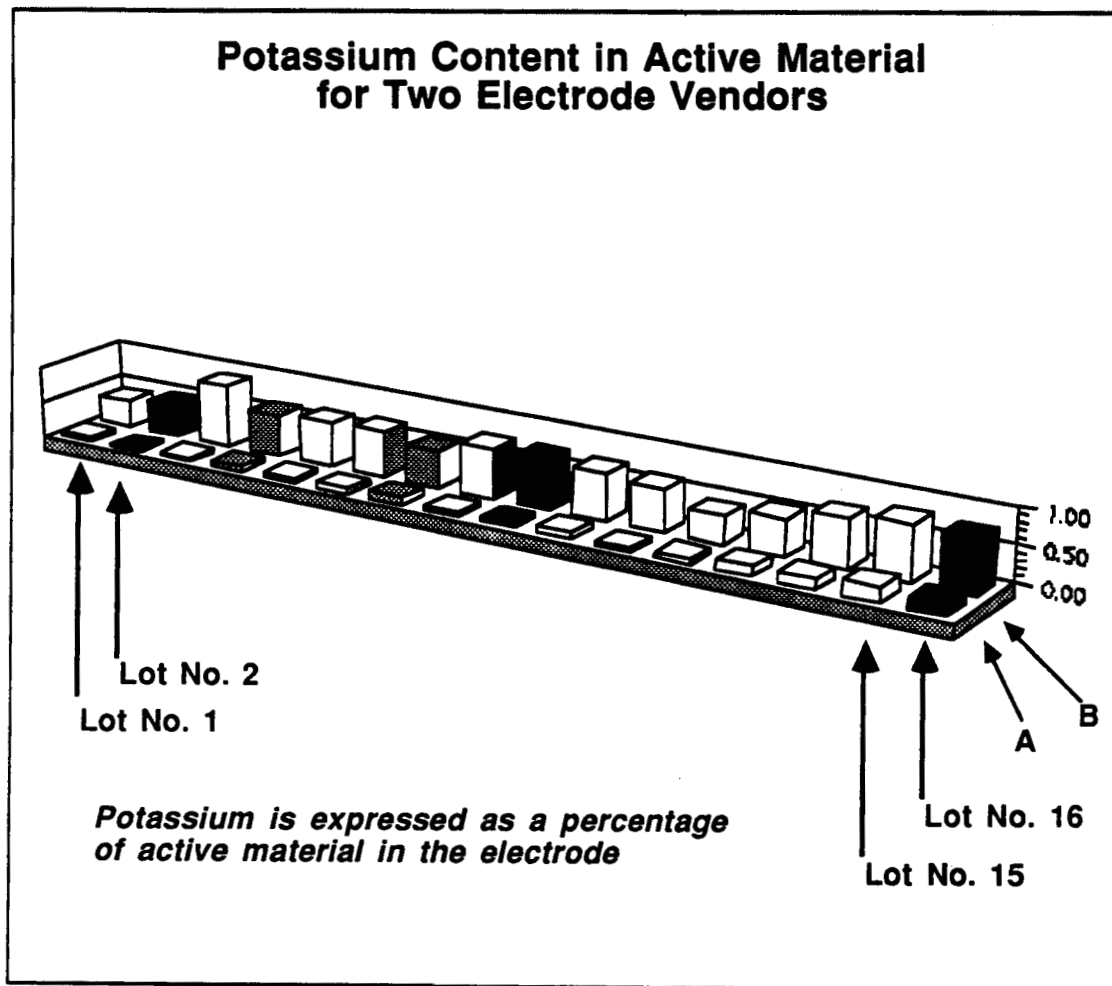 Potassium Content in Active Material
for Two Electrode Vendors
1.00
0.50
0.00
Lot No. 2
Lot No. 1
B
A
Lot No. 16
Lot No. 15
Potassium is expressed as a percentage
of active material in the electrode